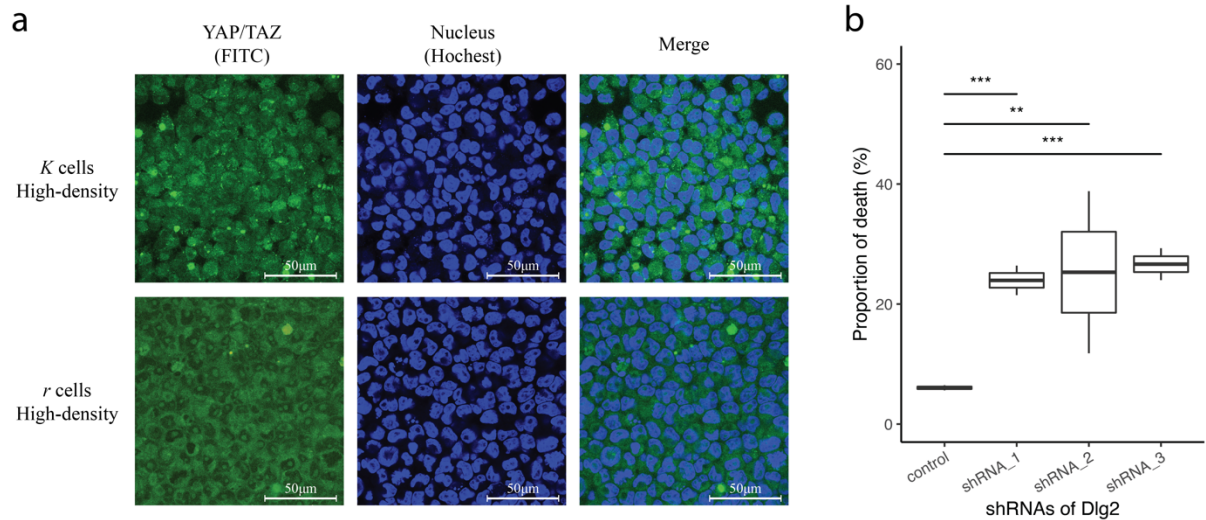 a
YAP/TAZ
(FITC)
Nucleus
(Hochest)
Merge
K cells
High-density
50μm
50μm
50μm
r cells
High-density
50μm
50μm
50μm
b
Proportion of death (%)
60
40
20
0
***
**
***
control
shRNA_1
shRNA_2
shRNA_3
shRNAs of Dlg2